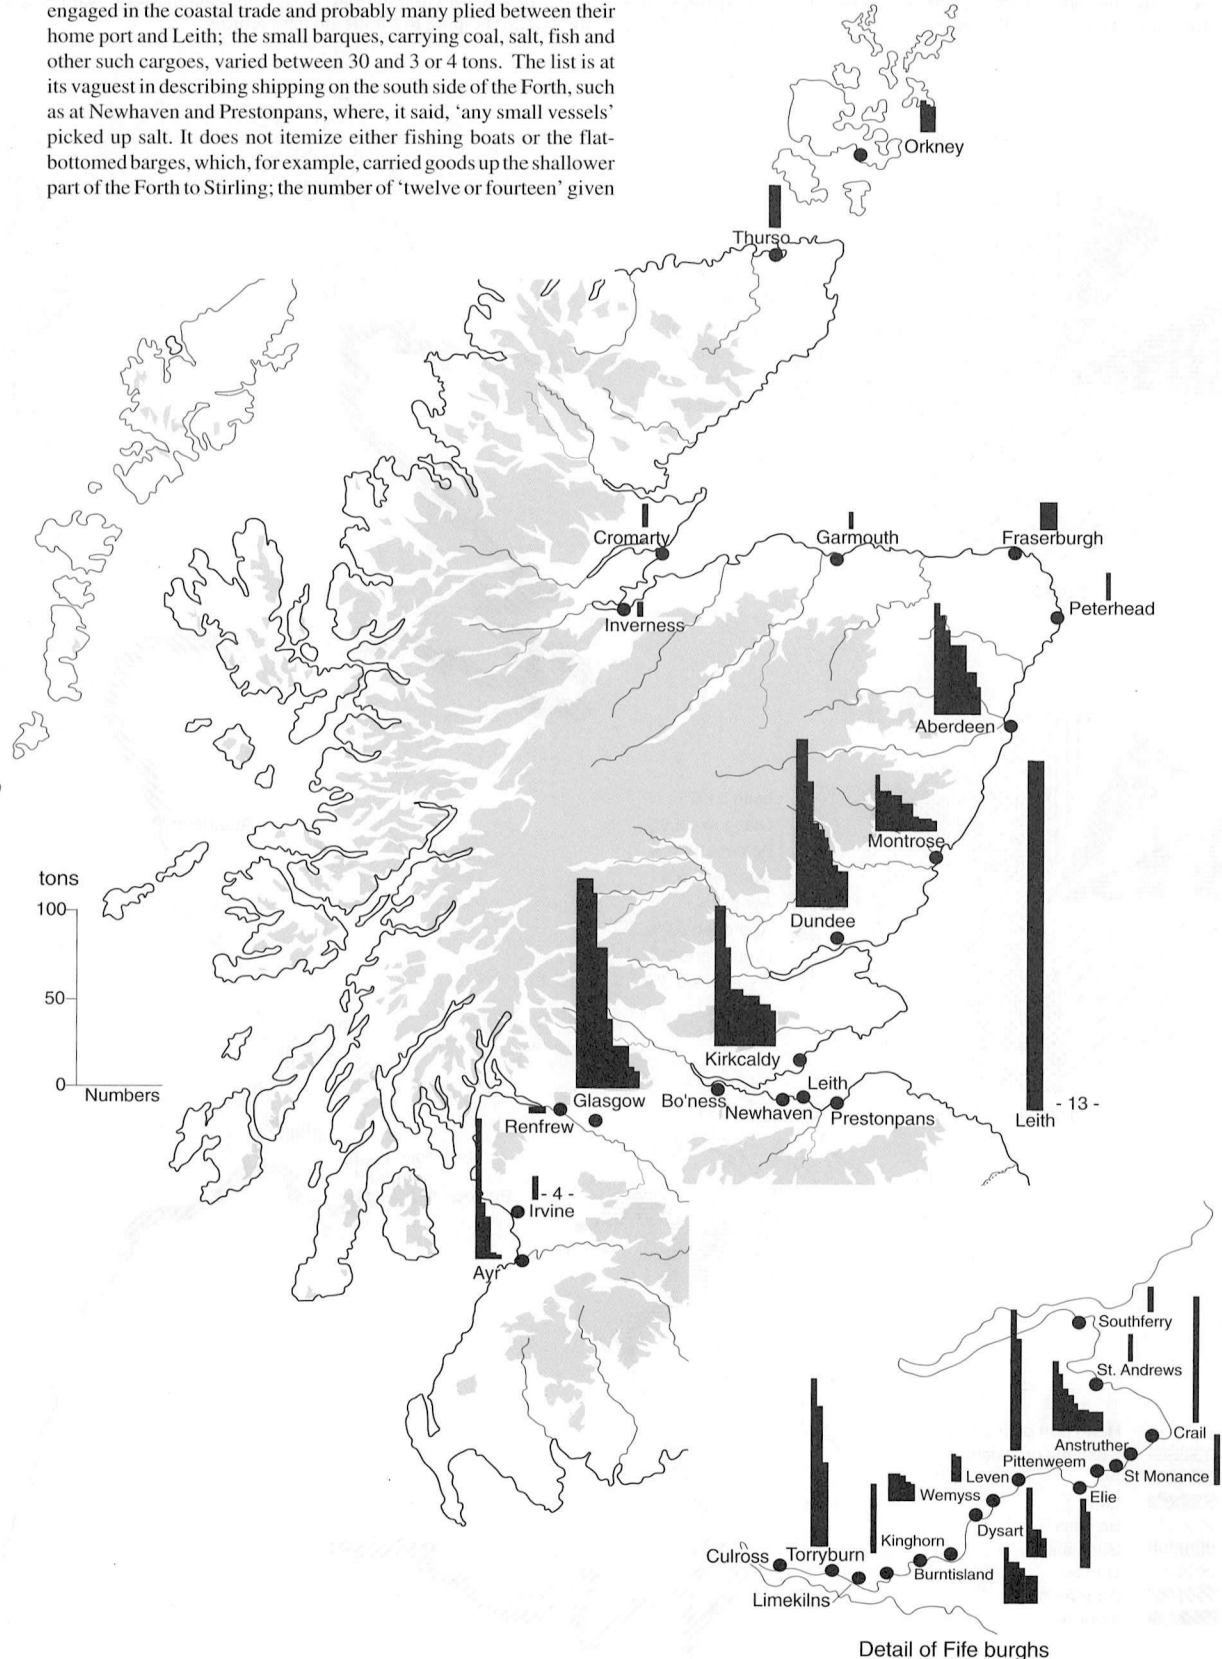 engaged in the coastal trade and probably many plied between their
home port and Leith; the small barques, carrying coal, salt, fish and
other such cargoes, varied between 30 and 3 or 4 tons. The list is at
its vaguest in describing shipping on the south side of the Forth, such
as at Newhaven and Prestonpans, where, it said, ‘any small vessels’
picked up salt. It does not itemize either fishing boats or the flat-
bottomed barges, which, for example, carried goods up the shallower
part of the Forth to Stirling; the number of ‘twelve or fourteen’ given
Orkney
Thurso
Cromarty
Garmouth
Fraserburgh
Peterhead
Inverness
Aberdeen
Montrose
Dundee
tons
100
50
0
Numbers
Kirkcaldy
Glasgow
Bo'ness
Newhaven
Leith
Prestonpans
Leith
- 13 -
Renfrew
- 4 -
Irvine
Ayr
Southferry
St. Andrews
Crail
Anstruther
Pittenweem
St Monance
Leven
Elie
Wemyss
Dysart
Kinghorn
Burntisland
Culross
Torryburn
Limekilns
Detail of Fife burghs